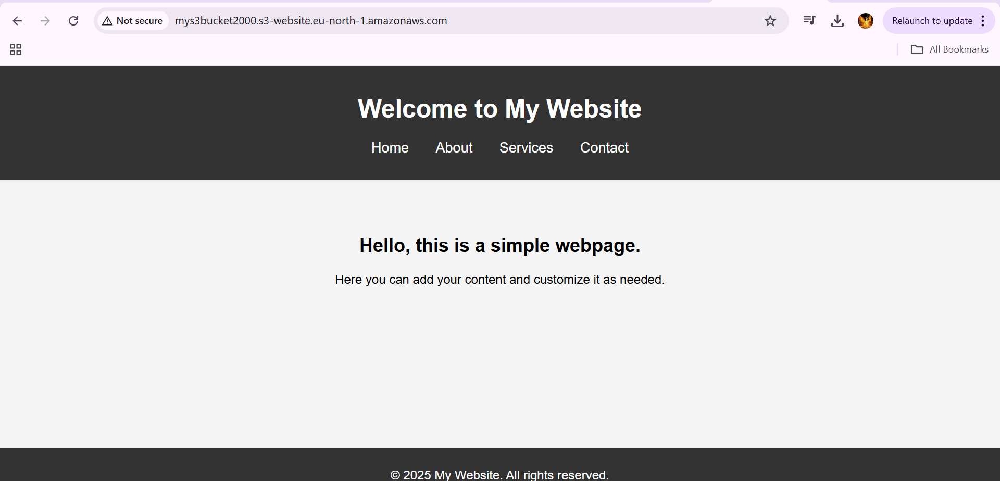 Not secure mys3bucket2000.s3-website.eu-north-1.amazonaws.com Relaunch to update
All Bookmarks
Welcome to My Website
Home About Services Contact
Hello, this is a simple webpage.
Here you can add your content and customize it as needed.
© 2025 My Website. All rights reserved.